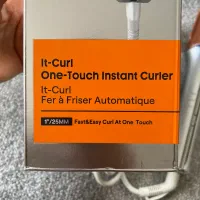 It-Curl
One-Touch Instant Curler
It-Curl
Fer à Friser Automatique
1"/25MM Fast&Easy Curl At One Touch